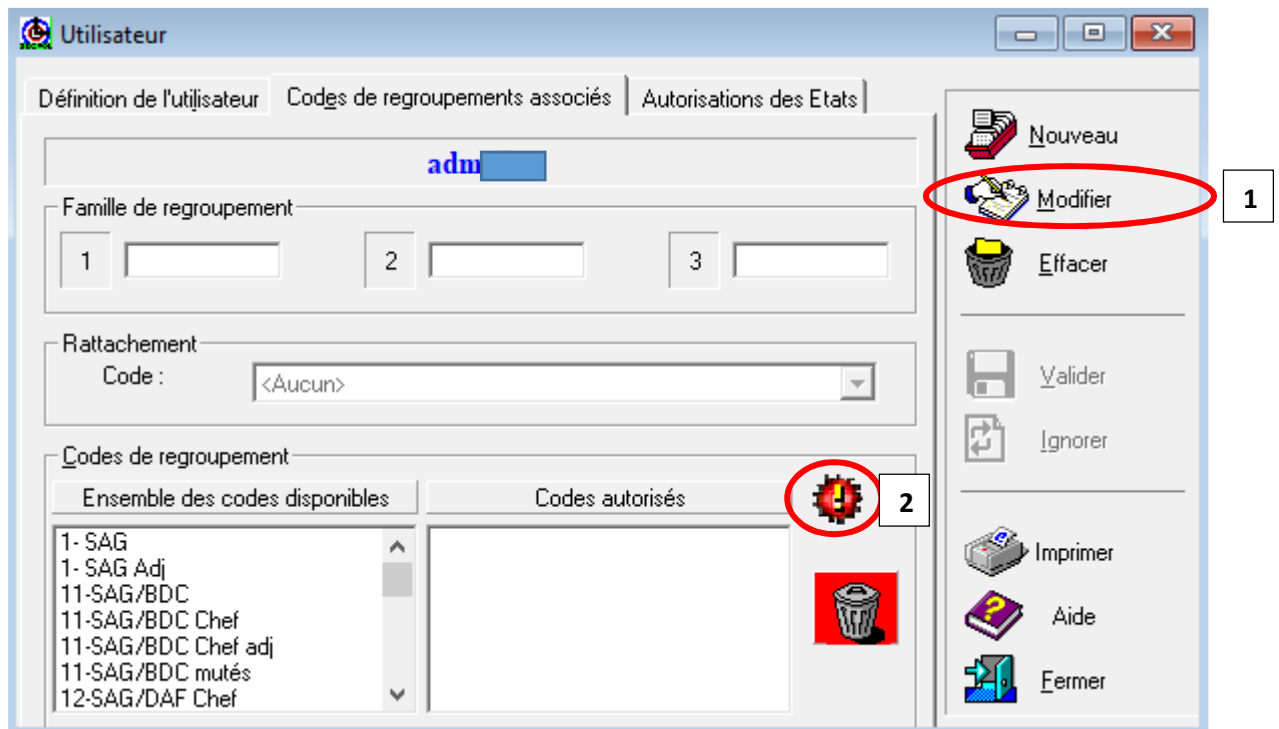 Utilisateur
Définition de l'utilisateur Codes de regroupements associés Autorisations des Etats
adm
Famille de regroupement
1 2 3
Rattachement
Code :
<Aucun>
Codes de regroupement
Ensemble des codes disponibles Codes autorisés
2
1- SAG
1- SAG Adj
11-SAG/BDC
11-SAG/BDC Chef
11-SAG/BDC Chef adj
11-SAG/BDC mutés
12-SAG/DAF Chef
Nouveau
Modifier
1
Effacer
Valider
Ignorer
Imprimer
Aide
Fermer